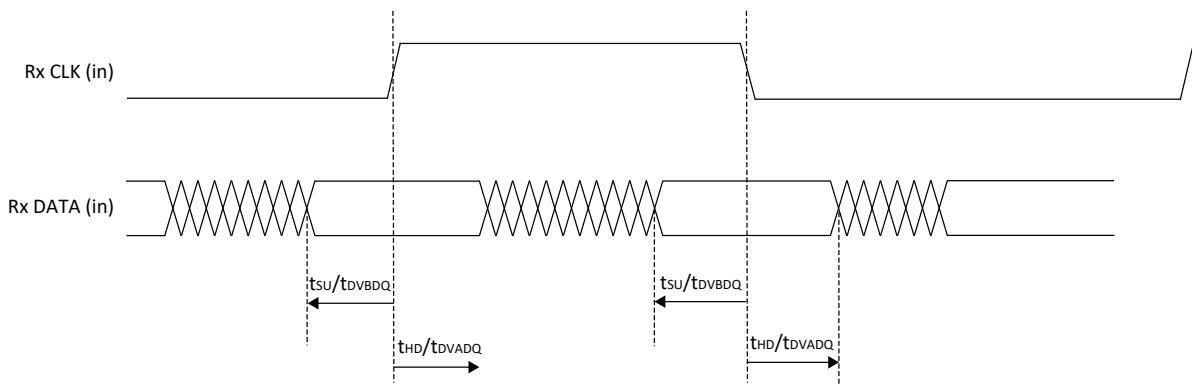 Rx CLK (in)
Rx DATA (in)
tSU/tDVBDQ
tSU/tDVBDQ
tHD/tDVADQ
tHD/tDVADQ